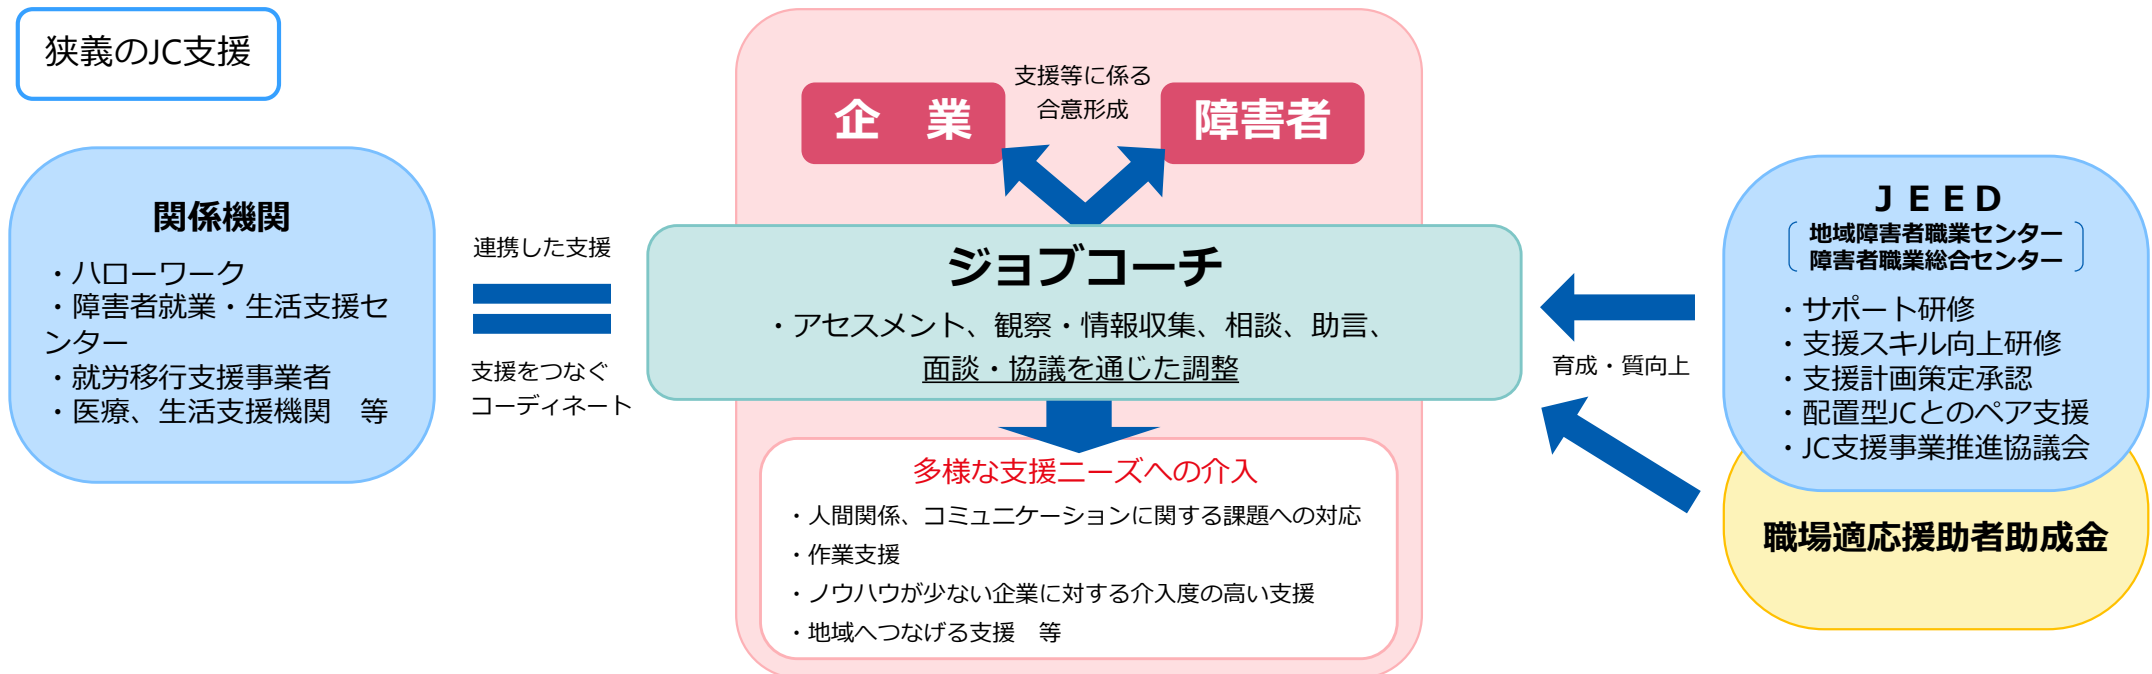 狭義のJC支援
関係機関
・ハローワーク
・障害者就業・生活支援セ
ンター
・就労移行支援事業者
・医療、生活支援機関　等
連携した支援
支援をつなぐ
コーディネート
企　業
支援等に係る
合意形成
障害者
ジョブコーチ
・アセスメント、観察・情報収集、相談、助言、
面談・協議を通じた調整
多様な支援ニーズへの介入
・人間関係、コミュニケーションに関する課題への対応
・作業支援
・ノウハウが少ない企業に対する介入度の高い支援
・地域へつなげる支援　等
育成・質向上
ＪＥＥＤ
地域障害者職業センター
障害者職業総合センター
・サポート研修
・支援スキル向上研修
・支援計画策定承認
・配置型JCとのペア支援
・JC支援事業推進協議会
職場適応援助者助成金